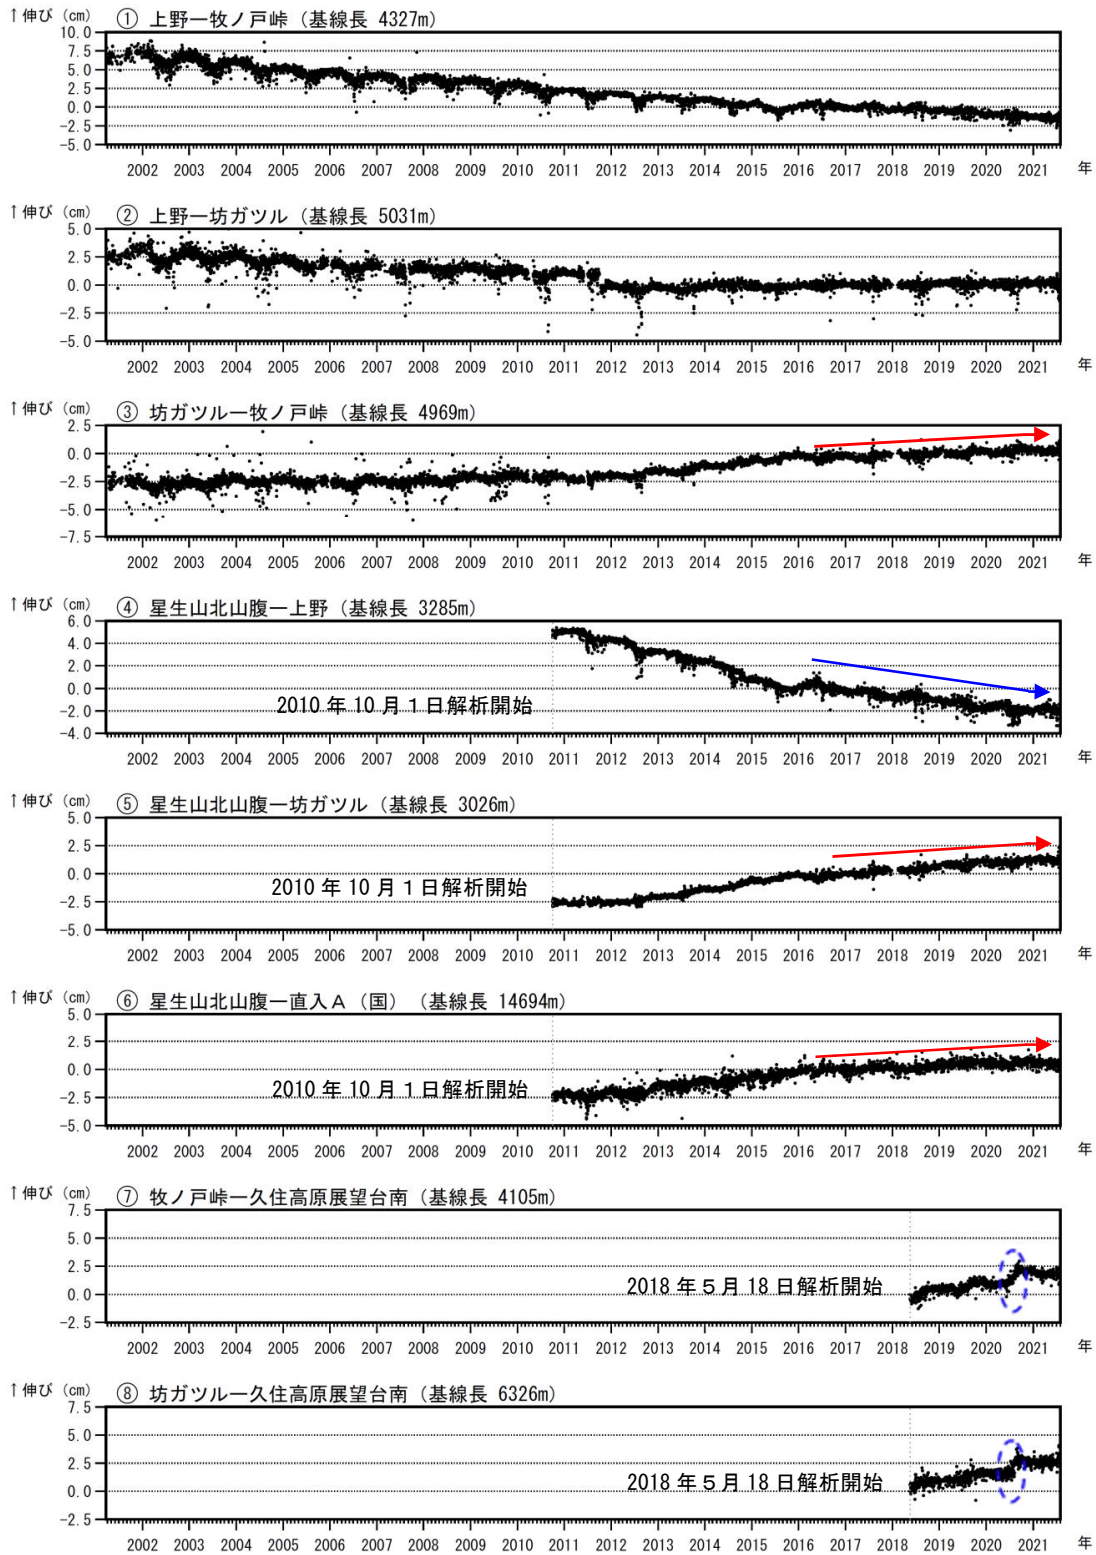 ↑伸び（cm） ① 上野ー牧ノ戸峠（基線長 4327m）
10.0
7.5
5.0
2.5
0.0
−2.5
−5.0
2002 2003 2004 2005 2006 2007 2008 2009 2010 2011 2012 2013 2014 2015 2016 2017 2018 2019 2020 2021 年
↑伸び（cm） ② 上野ー坊ガツル（基線長 5031m）
5.0
2.5
0.0
−2.5
−5.0
2002 2003 2004 2005 2006 2007 2008 2009 2010 2011 2012 2013 2014 2015 2016 2017 2018 2019 2020 2021 年
↑伸び（cm） ③ 坊ガツルー牧ノ戸峠（基線長 4969m）
2.5
0.0
−2.5
−5.0
−7.5
2002 2003 2004 2005 2006 2007 2008 2009 2010 2011 2012 2013 2014 2015 2016 2017 2018 2019 2020 2021 年
↑伸び（cm） ④ 星生山北山腹ー上野（基線長 3285m）
6.0
4.0
2.0
0.0
−2.0
−4.0
2010 年 10 月 1 日解析開始
2002 2003 2004 2005 2006 2007 2008 2009 2010 2011 2012 2013 2014 2015 2016 2017 2018 2019 2020 2021 年
↑伸び（cm） ⑤ 星生山北山腹ー坊ガツル（基線長 3026m）
5.0
2.5
0.0
−2.5
−5.0
2010 年 10 月 1 日解析開始
2002 2003 2004 2005 2006 2007 2008 2009 2010 2011 2012 2013 2014 2015 2016 2017 2018 2019 2020 2021 年
↑伸び（cm） ⑥ 星生山北山腹ー直入Ａ（国）（基線長 14694m）
5.0
2.5
0.0
−2.5
−5.0
2010 年 10 月 1 日解析開始
2002 2003 2004 2005 2006 2007 2008 2009 2010 2011 2012 2013 2014 2015 2016 2017 2018 2019 2020 2021 年
↑伸び（cm） ⑦ 牧ノ戸峠ー久住高原展望台南（基線長 4105m）
7.5
5.0
2.5
0.0
−2.5
2018 年 5 月 18 日解析開始
2002 2003 2004 2005 2006 2007 2008 2009 2010 2011 2012 2013 2014 2015 2016 2017 2018 2019 2020 2021 年
↑伸び（cm） ⑧ 坊ガツルー久住高原展望台南（基線長 6326m）
7.5
5.0
2.5
0.0
−2.5
2018 年 5 月 18 日解析開始
2002 2003 2004 2005 2006 2007 2008 2009 2010 2011 2012 2013 2014 2015 2016 2017 2018 2019 2020 2021 年